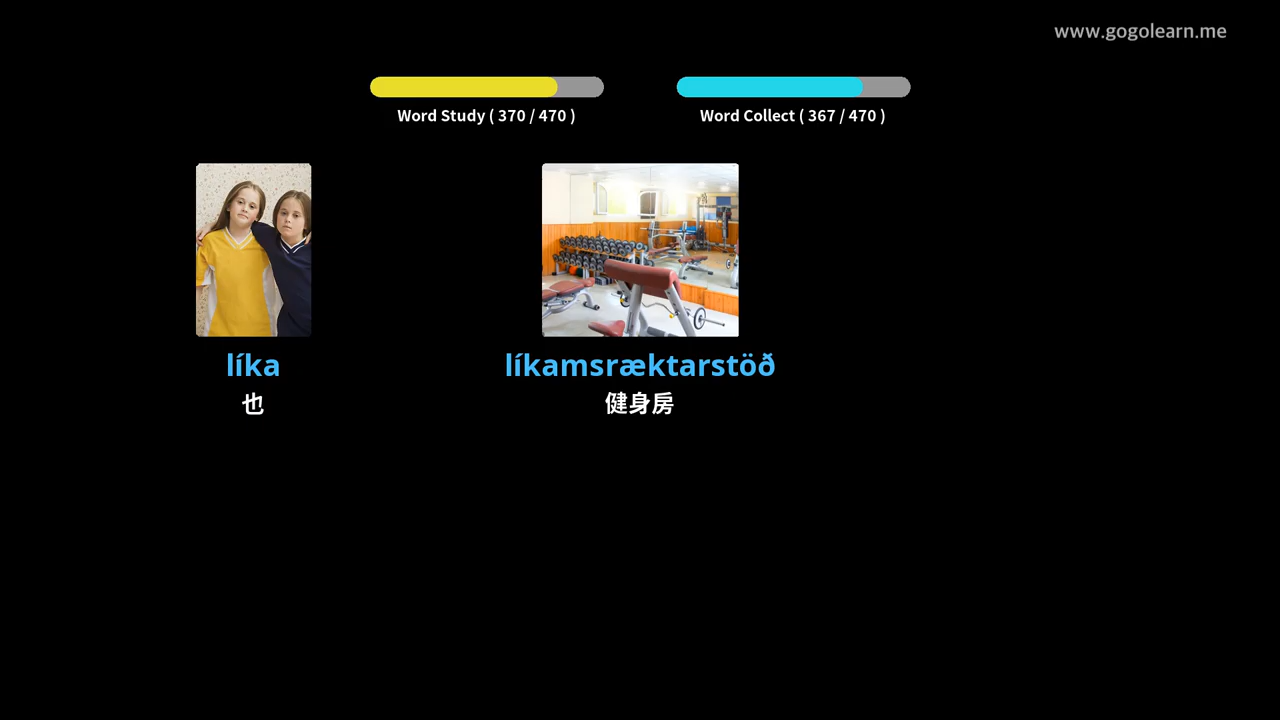 www.gogolearn.me
Word Study ( 370 / 470 )
Word Collect ( 367 / 470 )
líka
líkamsræktarstöð
也
健身房